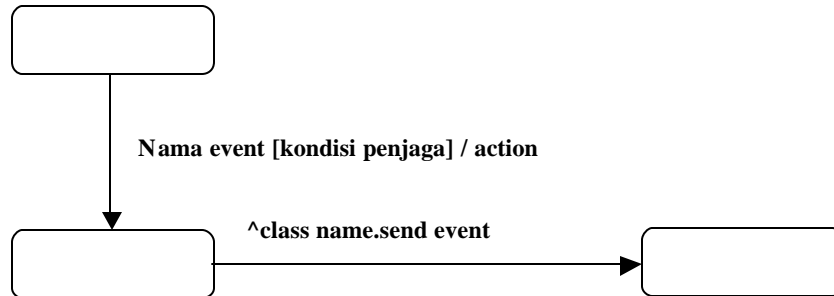 Nama event [kondisi penjaga] / action
^class name.send event